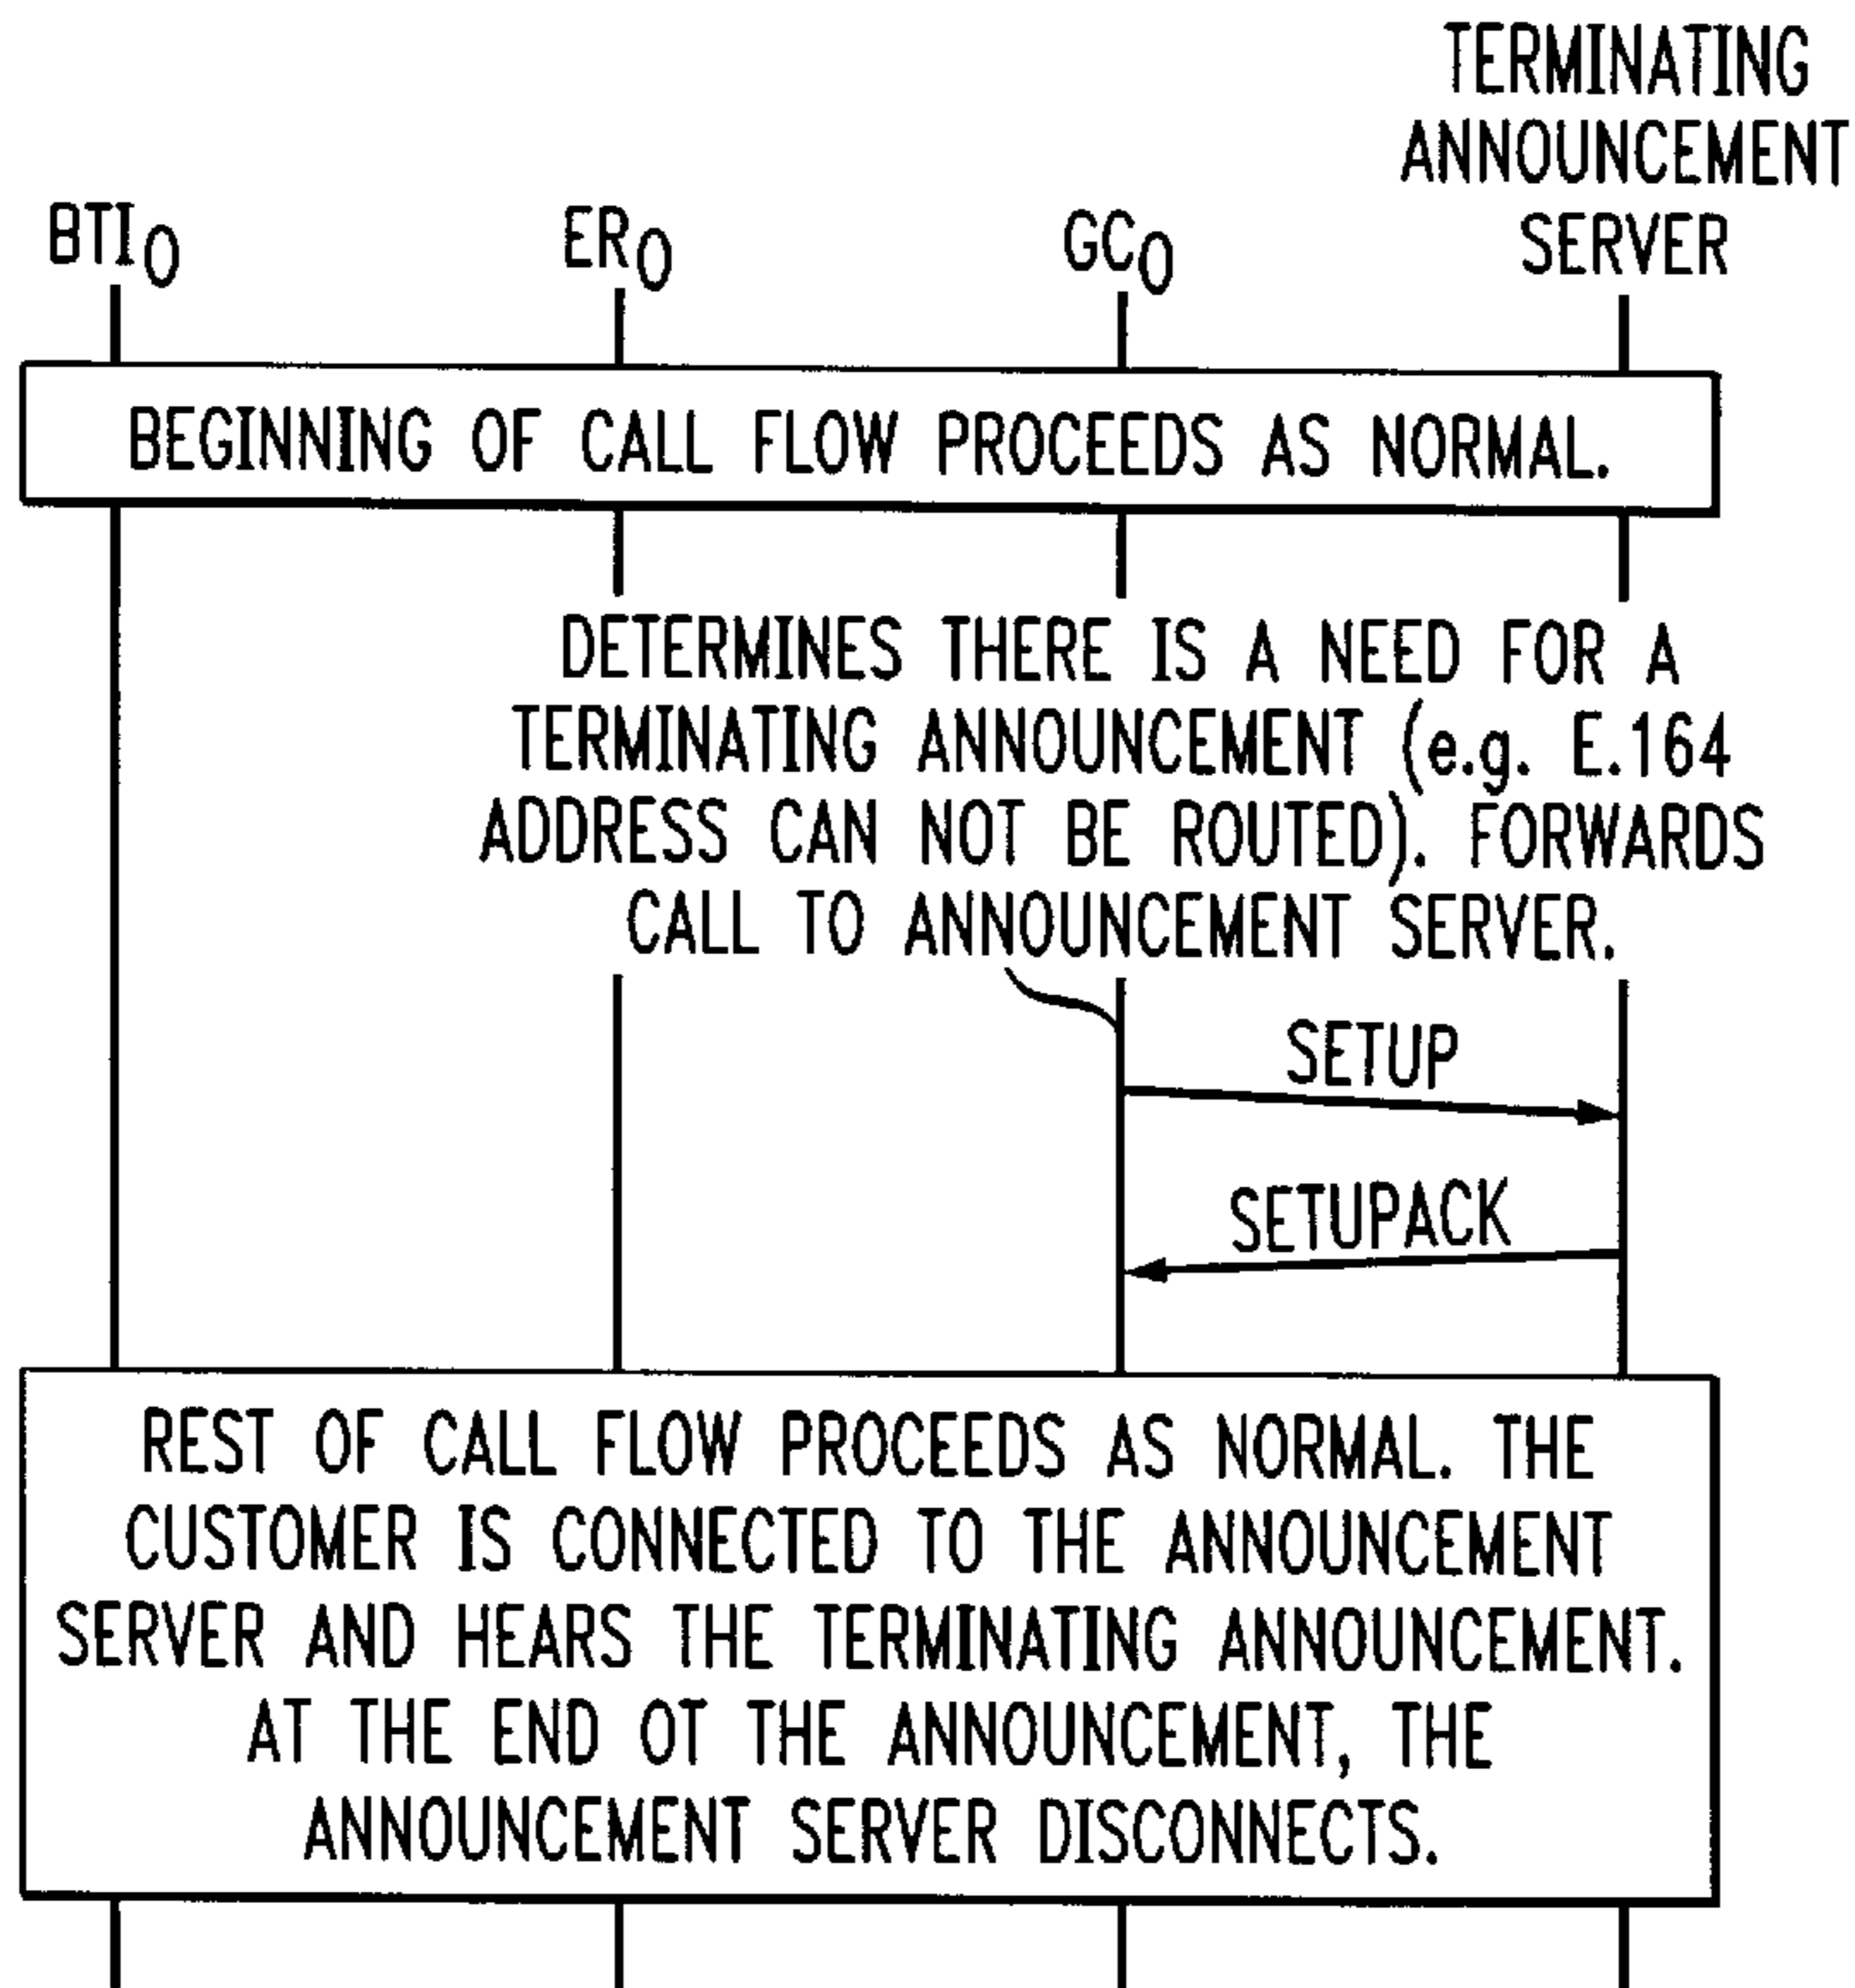 TERMINATING
ANNOUNCEMENT
SERVER
BTIO
ERO
GCO
BEGINNING OF CALL FLOW PROCEEDS AS NORMAL.
DETERMINES THERE IS A NEED FOR A
TERMINATING ANNOUNCEMENT (e.g. E.164
ADDRESS CAN NOT BE ROUTED). FORWARDS
CALL TO ANNOUNCEMENT SERVER.
SETUP
SETUPACK
REST OF CALL FLOW PROCEEDS AS NORMAL. THE
CUSTOMER IS CONNECTED TO THE ANNOUNCEMENT
SERVER AND HEARS THE TERMINATING ANNOUNCEMENT.
AT THE END OT THE ANNOUNCEMENT, THE
ANNOUNCEMENT SERVER DISCONNECTS.